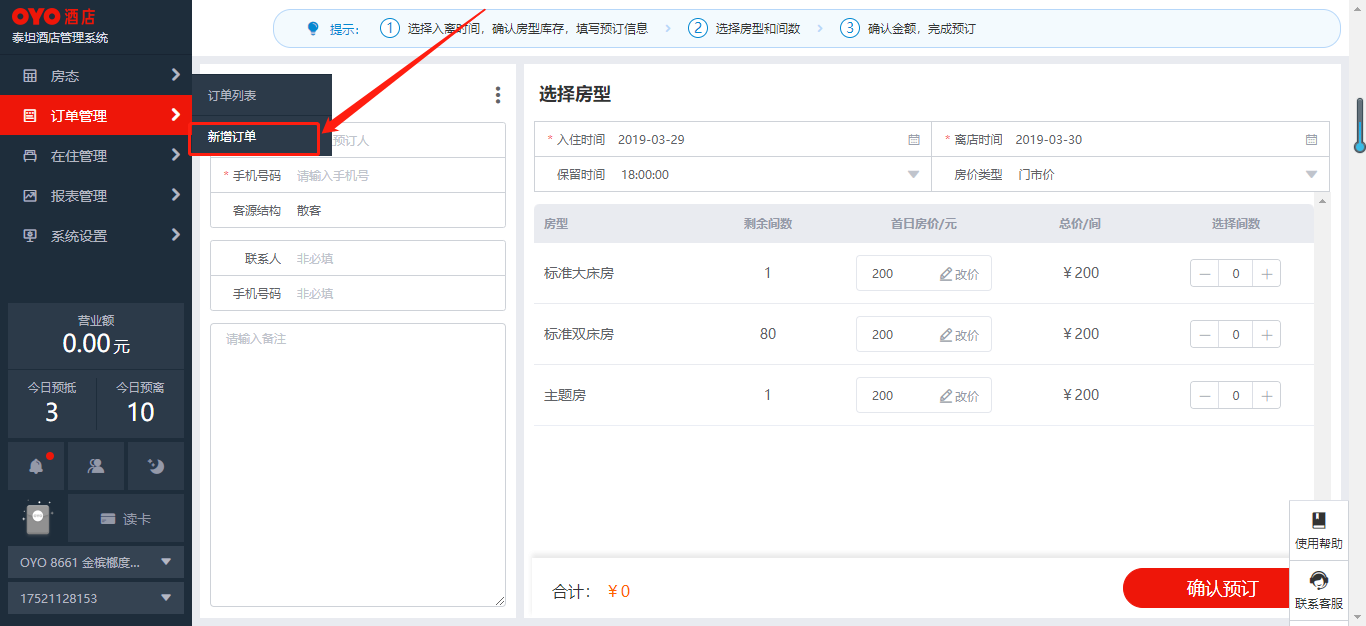 OYO 酒店
泰坦酒店管理系统
房态
订单管理
在住管理
报表管理
系统设置
营业额
0.00元
今日预抵
今日预离
3
10
读卡
OYO 8661 金槟榔度...
17521128153
提示: ① 选择入离时间，确认房型库存，填写预订信息 ② 选择房型和间数 ③ 确认金额，完成预订
订单列表
新增订单
预订人
* 手机号码 请输入手机号
客源结构 散客
联系人 非必填
手机号码 非必填
请输入备注
选择房型
* 入住时间 2019-03-29 * 离店时间 2019-03-30
保留时间 18:00:00 房价类型 门市价
房型 剩余间数 首日房价/元 总价/间 选择间数
标准大床房 1 200 改价 ¥200 — 0 +
标准双床房 80 200 改价 ¥200 — 0 +
主题房 1 200 改价 ¥200 — 0 +
合计: ¥0
确认预订
使用帮助
联系客服